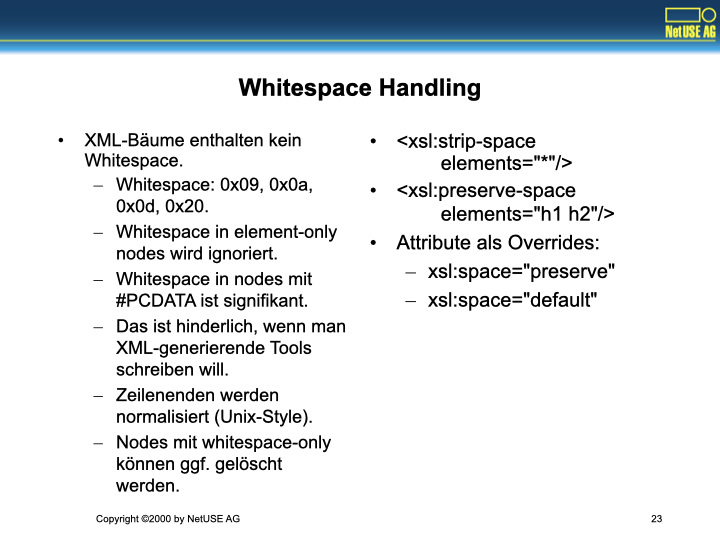 NetUSE AG
Whitespace Handling
• XML-Bäume enthalten kein
Whitespace.
– Whitespace: 0x09, 0x0a,
0x0d, 0x20.
– Whitespace in element-only
nodes wird ignoriert.
– Whitespace in nodes mit
#PCDATA ist signifikant.
– Das ist hinderlich, wenn man
XML-generierende Tools
schreiben will.
– Zeilenenden werden
normalisiert (Unix-Style).
– Nodes mit whitespace-only
können ggf. gelöscht
werden.
• <xsl:strip-space
elements="*"/>
• <xsl:preserve-space
elements="h1 h2"/>
• Attribute als Overrides:
– xsl:space="preserve"
– xsl:space="default"
Copyright ©2000 by NetUSE AG
23